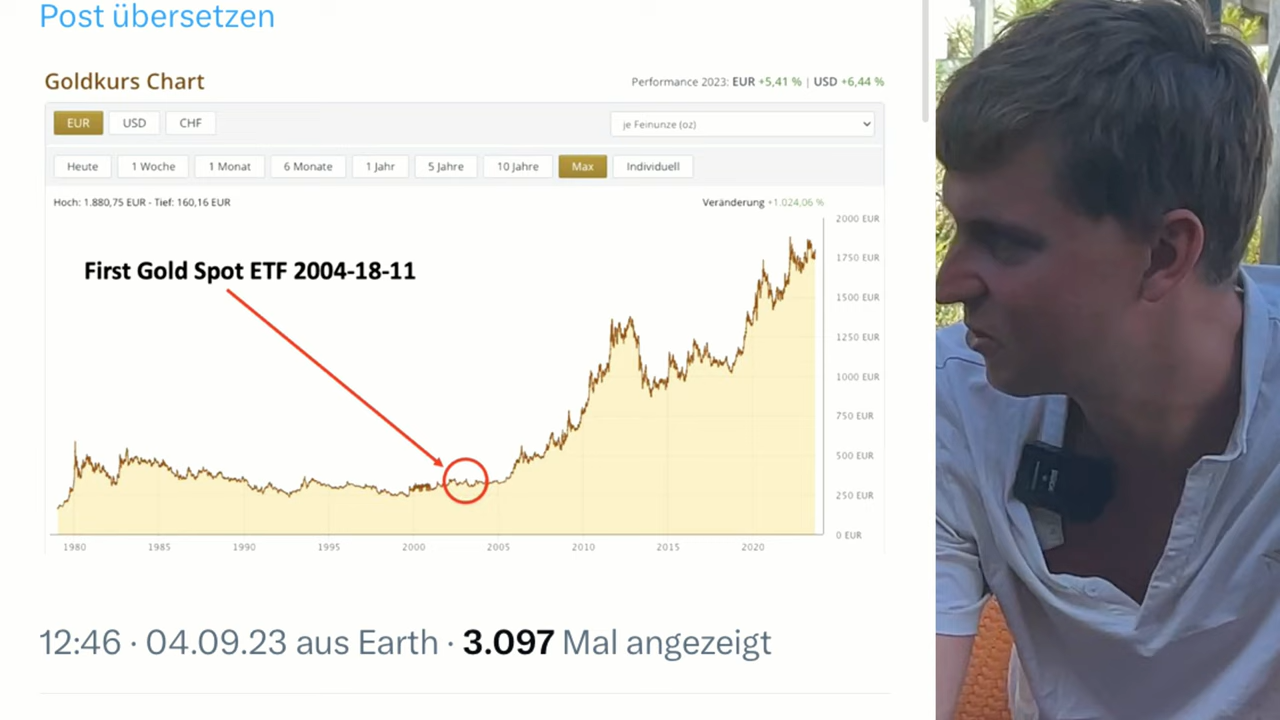 Post übersetzen
Goldkurs Chart
Performance 2023: EUR +5,41 % | USD +6,44 %
EUR USD CHF
je Feinunze (oz)
Heute 1 Woche 1 Monat 6 Monate 1 Jahr 5 Jahre 10 Jahre Max Individuell
Hoch: 1.880,75 EUR - Tief: 160,16 EUR
Veränderung +1.024,06 %
2000 EUR
1750 EUR
1500 EUR
1250 EUR
1000 EUR
750 EUR
500 EUR
250 EUR
0 EUR
First Gold Spot ETF 2004-18-11
1980 1985 1990 1995 2000 2005 2010 2015 2020
12:46 · 04.09.23 aus Earth · 3.097 Mal angezeigt